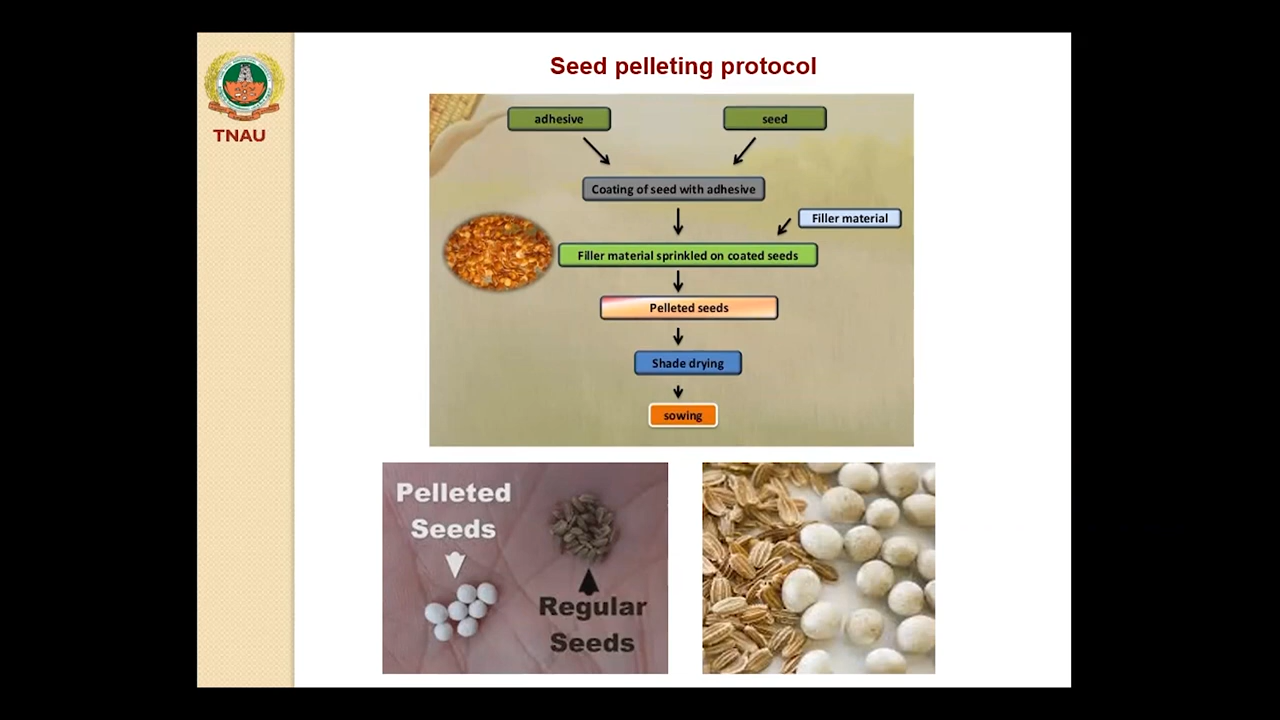 Seed pelleting protocol
TNAU
adhesive
seed
Coating of seed with adhesive
Filler material
Filler material sprinkled on coated seeds
Pelleted seeds
Shade drying
sowing
Pelleted
Seeds
Regular
Seeds